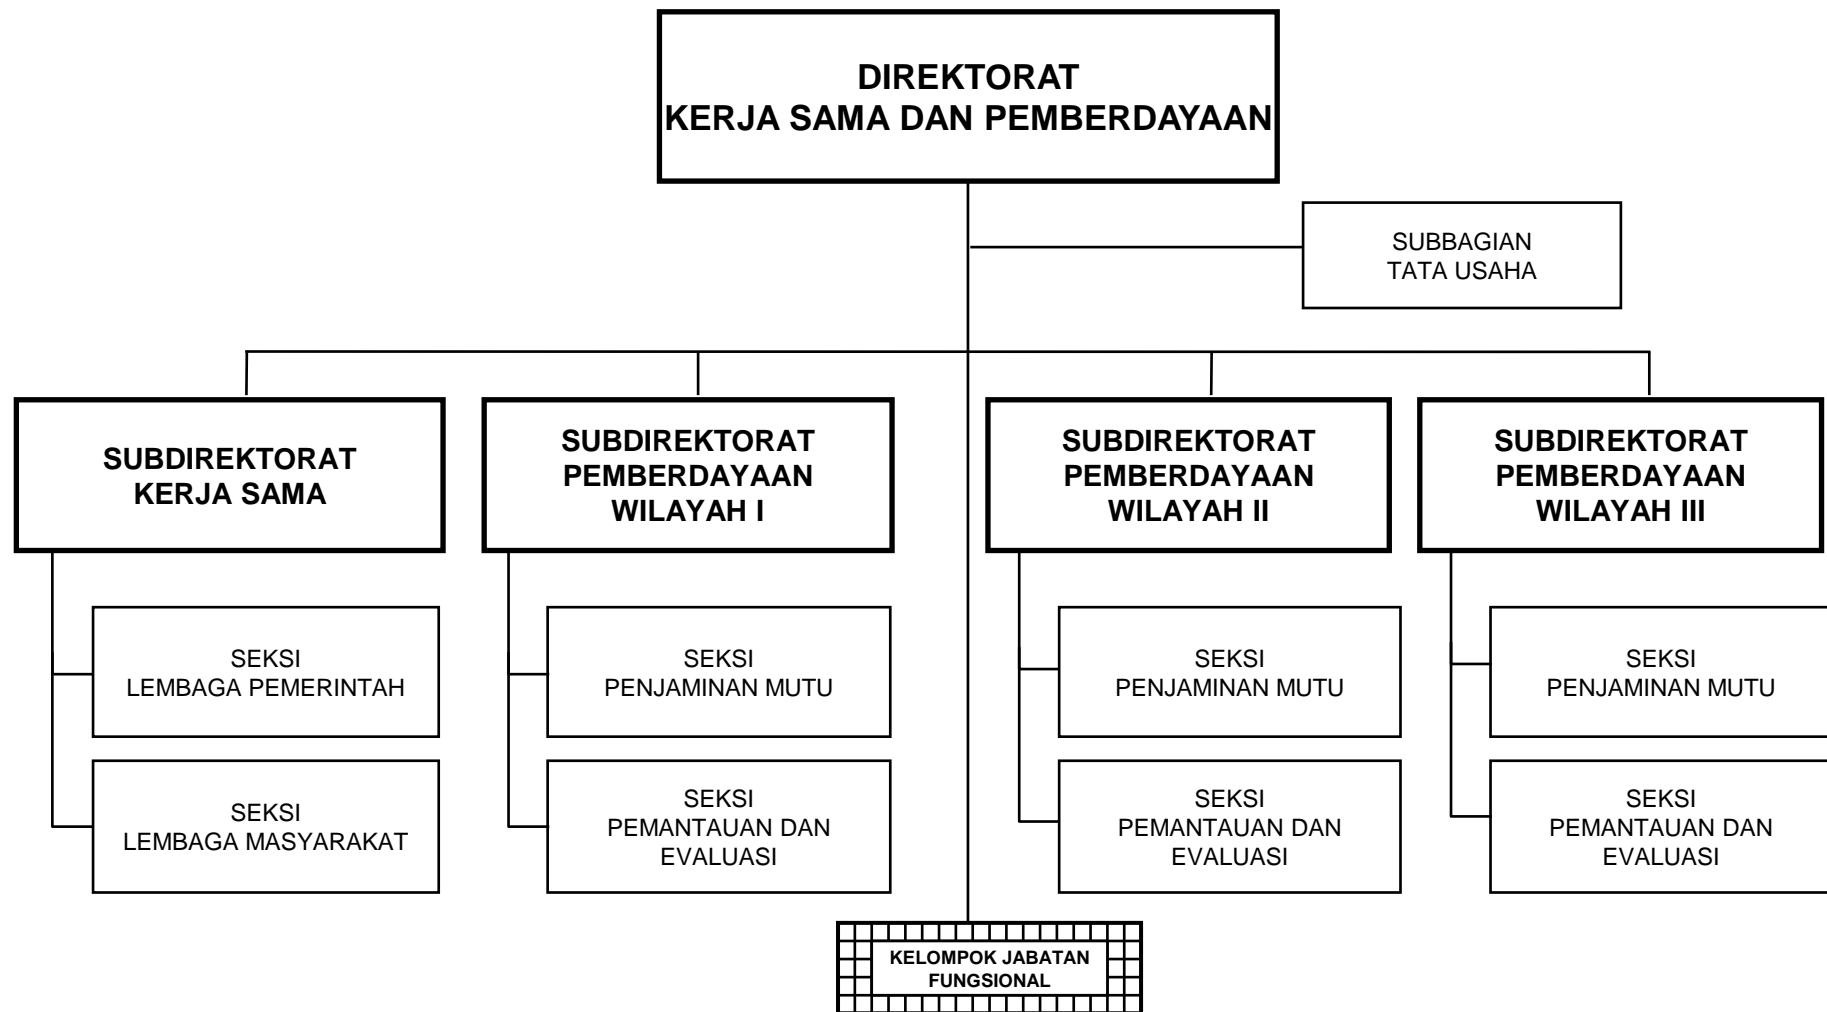 DIREKTORAT
KERJA SAMA DAN PEMBERDAYAAN
SUBBAGIAN
TATA USAHA
SUBDIREKTORAT
KERJA SAMA
SUBDIREKTORAT
PEMBERDAYAAN
WILAYAH I
SUBDIREKTORAT
PEMBERDAYAAN
WILAYAH II
SUBDIREKTORAT
PEMBERDAYAAN
WILAYAH III
SEKSI
LEMBAGA PEMERINTAH
SEKSI
PENJAMINAN MUTU
SEKSI
PENJAMINAN MUTU
SEKSI
PENJAMINAN MUTU
SEKSI
LEMBAGA MASYARAKAT
SEKSI
PEMANTAUAN DAN
EVALUASI
SEKSI
PEMANTAUAN DAN
EVALUASI
SEKSI
PEMANTAUAN DAN
EVALUASI
KELOMPOK JABATAN
FUNGSIONAL